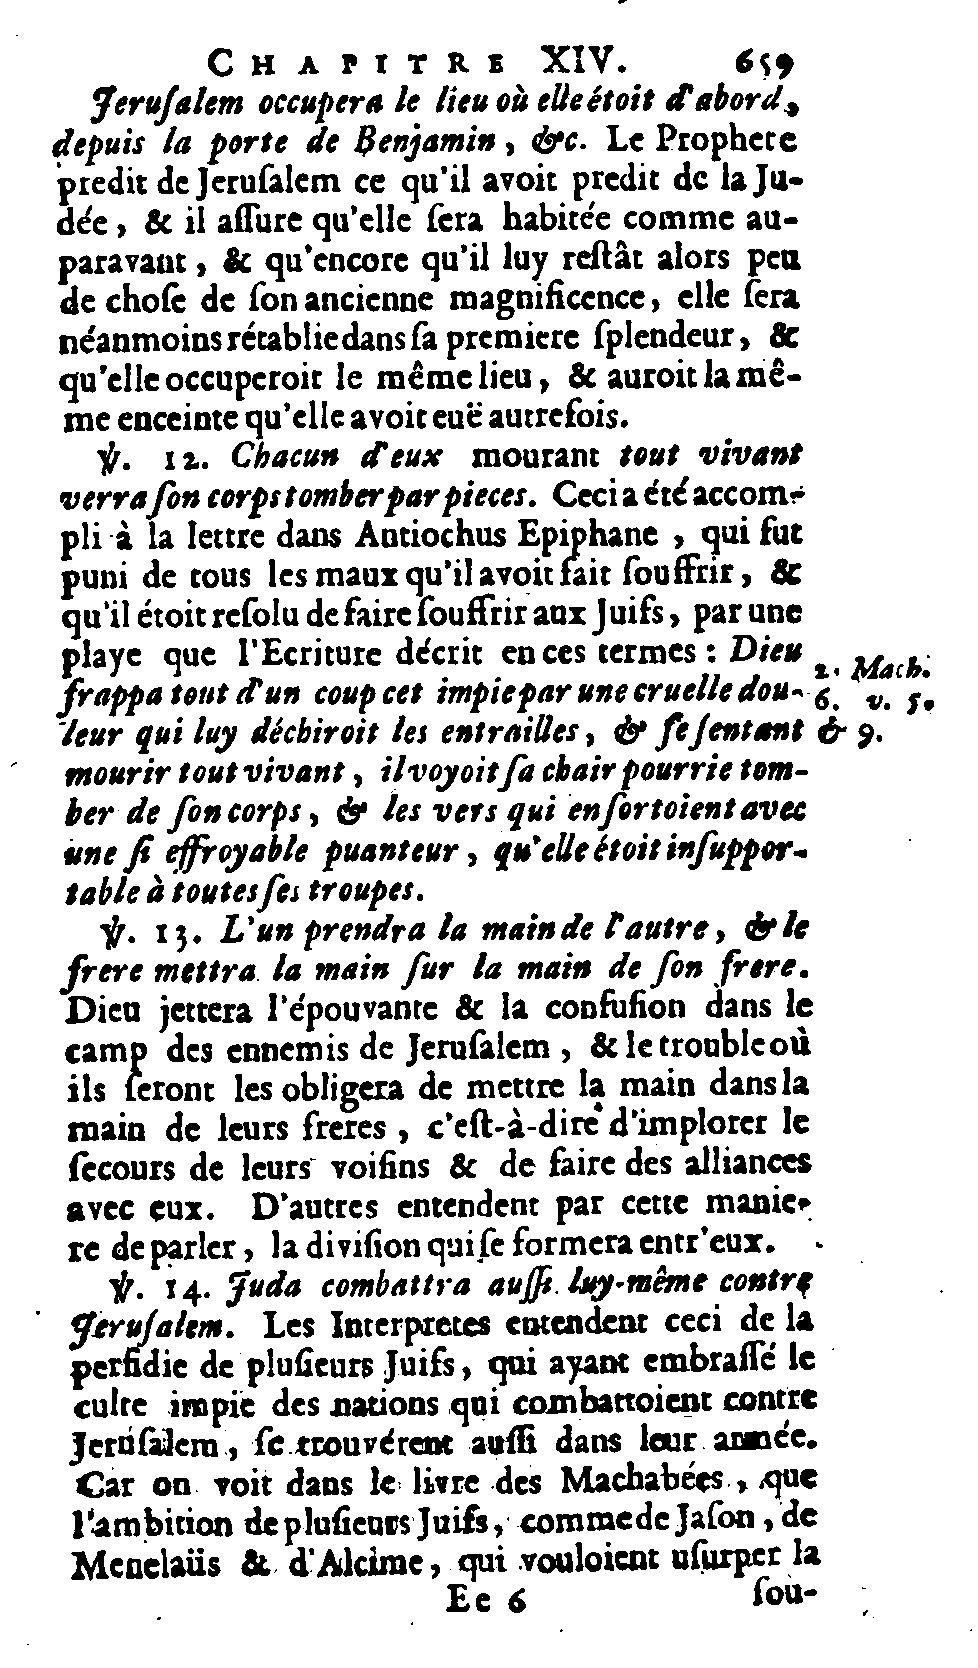 CHAPITRE XIV. 659
Jeruſalem occupera le lieu où elle étoit d'abord,
depuis la porte de Benjamin, &c. Le Prophete
predit de Jeruſalem ce qu'il avoit predit de la Ju-
dée, & il aſſure qu'elle ſera habitée comme au-
paravant, & qu'encore qu'il luy reſtât alors peu
de choſe de ſon ancienne magnificence, elle ſera
néanmoins rétablie dans ſa premiere ſplendeur, &
qu'elle occuperoit le même lieu, & auroit la mê-
me enceinte qu'elle avoit euë autrefois.
℣. 12. Chacun d'eux mourant tout vivant
verra ſon corps tomber par pieces. Ceci a été accom-
pli à la lettre dans Antiochus Epiphane, qui fut
puni de tous les maux qu'il avoit fait ſouffrir, &
qu'il étoit reſolu de faire ſouffrir aux Juifs, par une
playe que l'Ecriture décrit en ces termes : Dieu
frappa tout d'un coup cet impie par une cruelle dou-
leur qui luy déchiroit les entrailles, & ſe ſentant
mourir tout vivant, il voyoit ſa chair pourrie tom-
ber de ſon corps, & les vers qui en ſortoient avec
une ſi effroyable puanteur, qu'elle étoit inſuppor-
table à toutes ſes troupes.
2. Mach.
6. v. 5.
& 9.
℣. 13. L'un prendra la main de l'autre, & le
frere mettra la main ſur la main de ſon frere.
Dieu jettera l'épouvante & la confuſion dans le
camp des ennemis de Jeruſalem, & le trouble où
ils ſeront les obligera de mettre la main dans la
main de leurs freres, c'eſt-à-dire d'implorer le
ſecours de leurs voiſins & de faire des alliances
avec eux. D'autres entendent par cette manie-
re de parler, la diviſion qui ſe formera entr'eux.
℣. 14. Juda combattra auſſi luy-même contre
Jeruſalem. Les Interpretes entendent ceci de la
perfidie de pluſieurs Juifs, qui ayant embraſſé le
culte impie des nations qui combattoient contre
Jeruſalem, ſe trouvérent auſſi dans leur armée.
Car on voit dans le livre des Machabées, que
l'ambition de pluſieurs Juifs, comme de Jaſon, de
Menelaüs & d'Alcime, qui vouloient uſurper la
Ee 6 ſou-